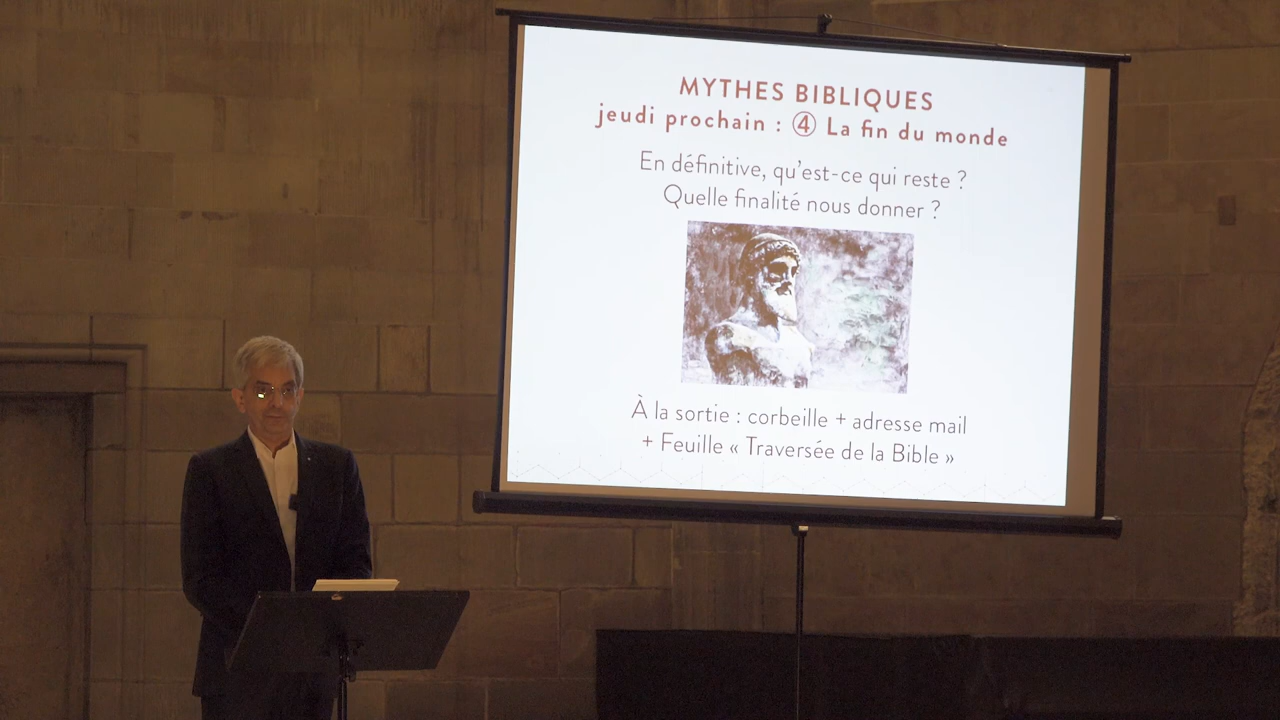 MYTHES BIBLIQUES
jeudi prochain : ④ La fin du monde
En définitive, qu'est-ce qui reste ?
Quelle finalité nous donner ?
À la sortie : corbeille + adresse mail
+ Feuille « Traversée de la Bible »